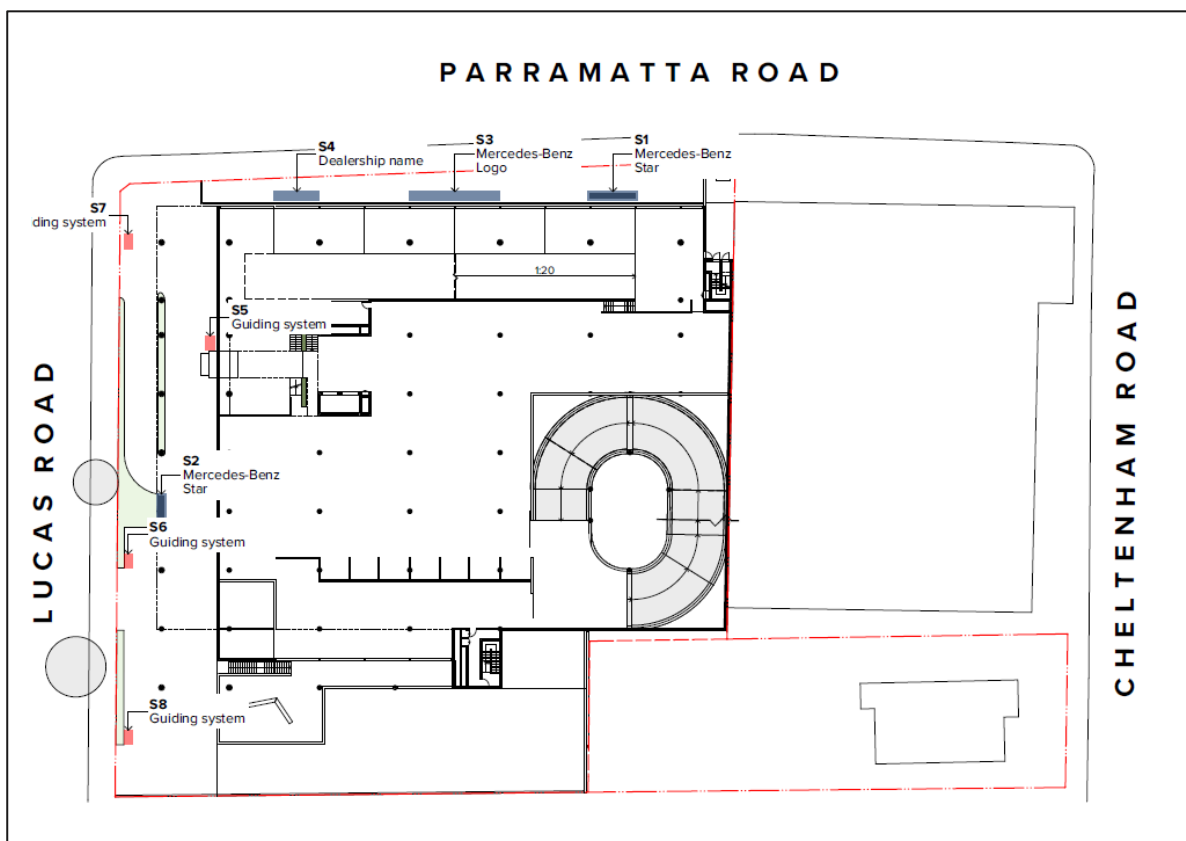 PARRAMATTA ROAD
S4
Dealership name
S3
Mercedes-Benz
Logo
S1
Mercedes-Benz
Star
S7
ding system
1:20
S5
Guiding system
LUCAS ROAD
CHELTENHAM ROAD
S2
Mercedes-Benz
Star
S6
Guiding system
S8
Guiding system